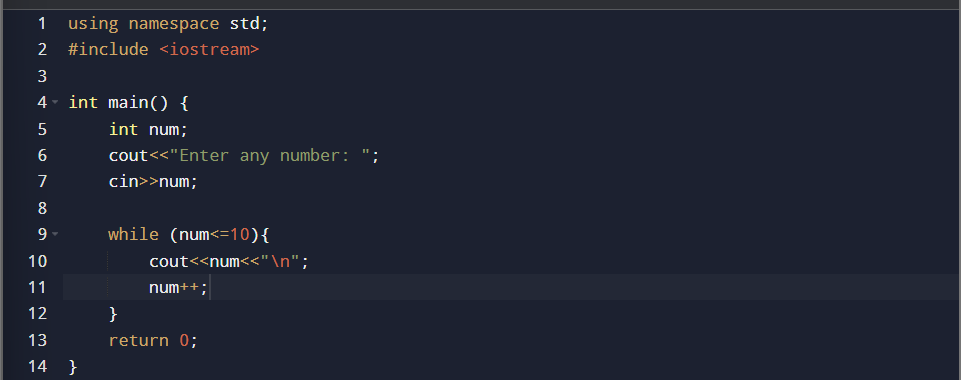 1 using namespace std;
2 #include <iostream>
3
4 int main() {
5     int num;
6     cout<<"Enter any number: ";
7     cin>>num;
8
9     while (num<=10){
10         cout<<num<<"\n";
11         num++;
12     }
13     return 0;
14 }